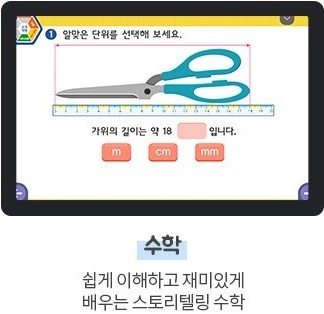 1 알맞은 단위를 선택해 보세요.
가위의 길이는 약 18 입니다.
m cm mm
수학
쉽게 이해하고 재미있게
배우는 스토리텔링 수학